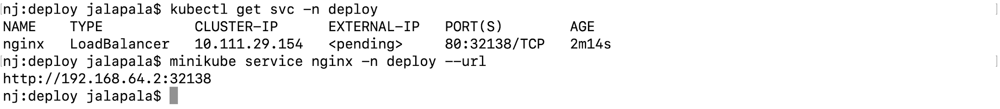 nj:deploy jalapala$ kubectl get svc -n deploy
NAME    TYPE           CLUSTER-IP      EXTERNAL-IP   PORT(S)        AGE
nginx   LoadBalancer   10.111.29.154   <pending>     80:32138/TCP   2m14s
nj:deploy jalapala$ minikube service nginx -n deploy --url
http://192.168.64.2:32138
nj:deploy jalapala$